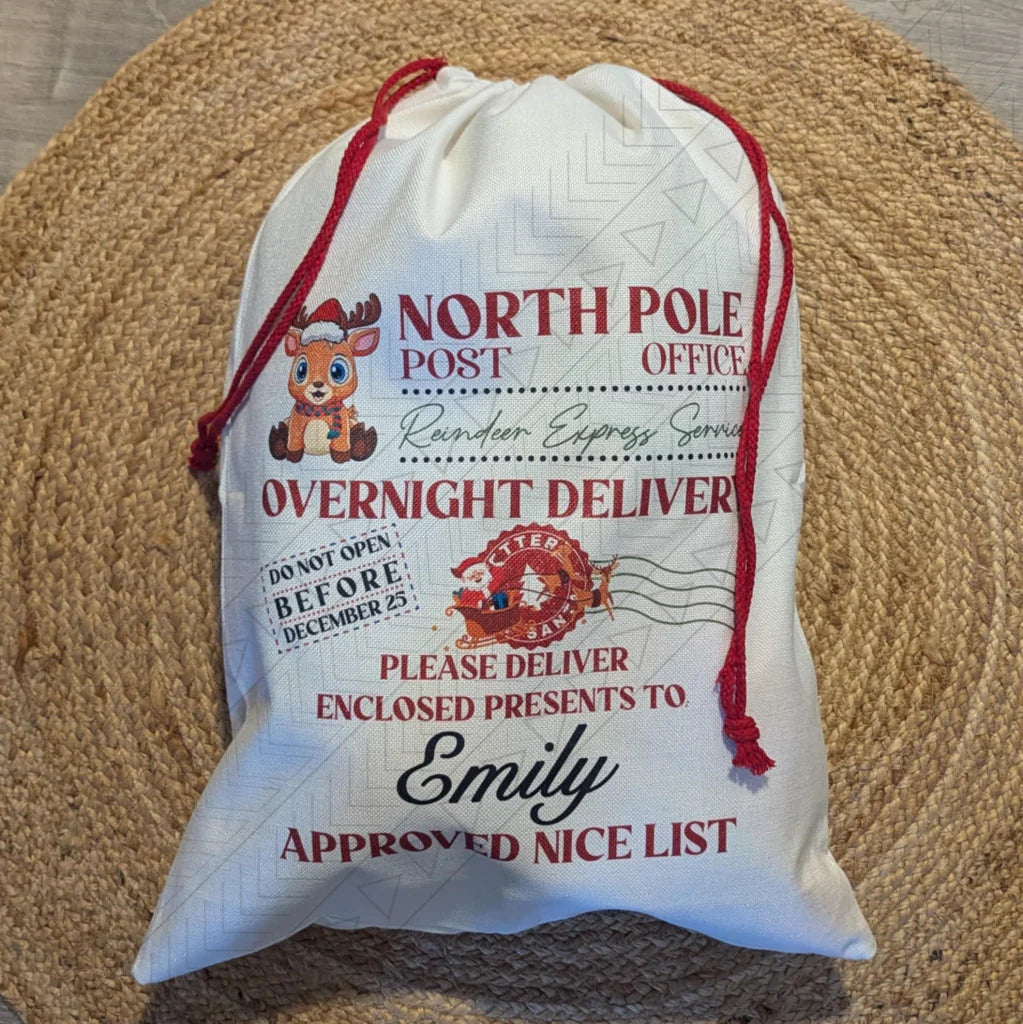 NORTH POLE
POST OFFICE
Reindeer Express Service
OVERNIGHT DELIVERY
DO NOT OPEN
BEFORE
DECEMBER 25
PLEASE DELIVER
ENCLOSED PRESENTS TO
Emily
APPROVED NICE LIST